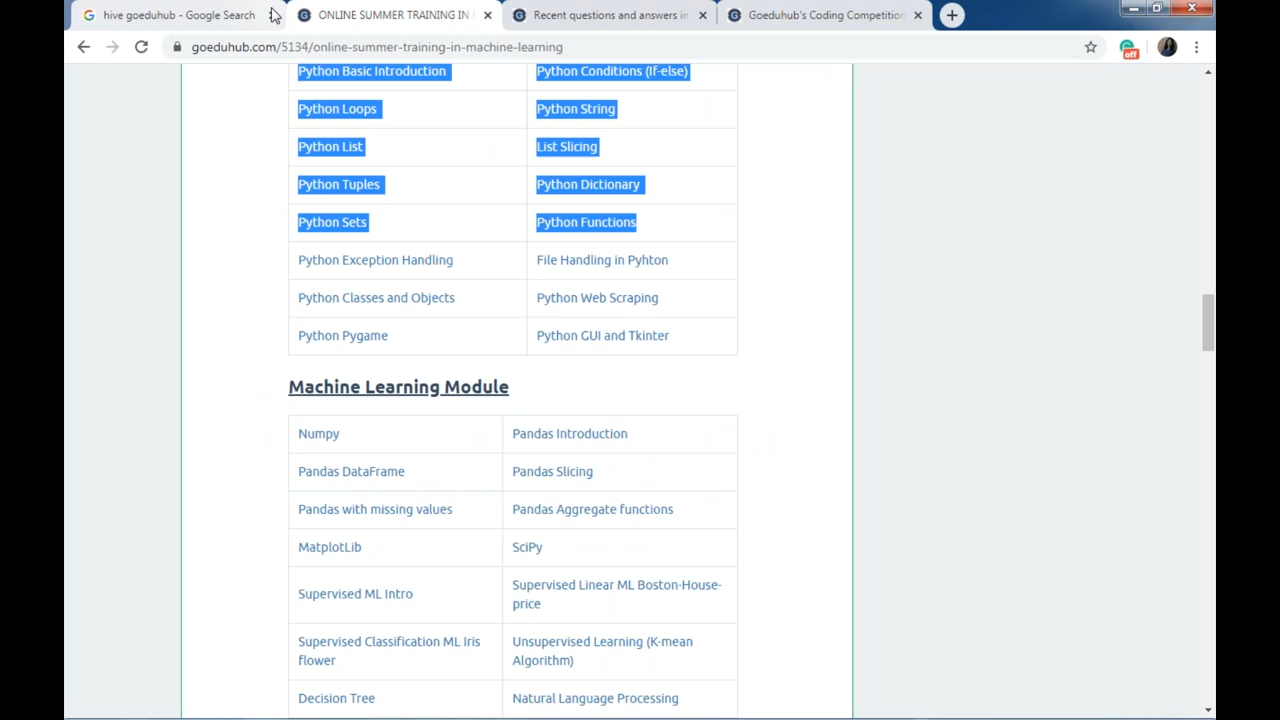 hive goeduhub - Google Search
ONLINE SUMMER TRAINING IN
Recent questions and answers in
Goeduhub's Coding Competition
goeduhub.com/5134/online-summer-training-in-machine-learning
off
Python Basic Introduction
Python Conditions (If-else)
Python Loops
Python String
Python List
List Slicing
Python Tuples
Python Dictionary
Python Sets
Python Functions
Python Exception Handling
File Handling in Pyhton
Python Classes and Objects
Python Web Scraping
Python Pygame
Python GUI and Tkinter
Machine Learning Module
Numpy
Pandas Introduction
Pandas DataFrame
Pandas Slicing
Pandas with missing values
Pandas Aggregate functions
MatplotLib
SciPy
Supervised ML Intro
Supervised Linear ML Boston-House-
price
Supervised Classification ML Iris
flower
Unsupervised Learning (K-mean
Algorithm)
Decision Tree
Natural Language Processing